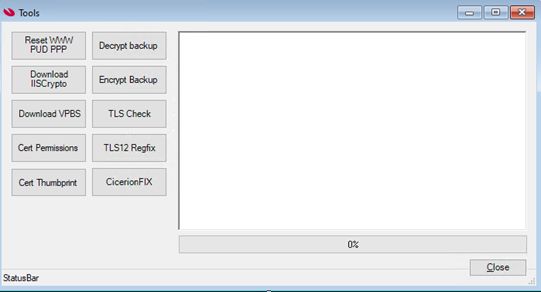 Tools
Reset WWW
PUD PPP
Decrypt backup
Download
IISCrypto
Encrypt Backup
Download VPBS
TLS Check
Cert Permissions
TLS12 Regfix
Cert Thumbprint
CicerionFIX
0%
Close
StatusBar